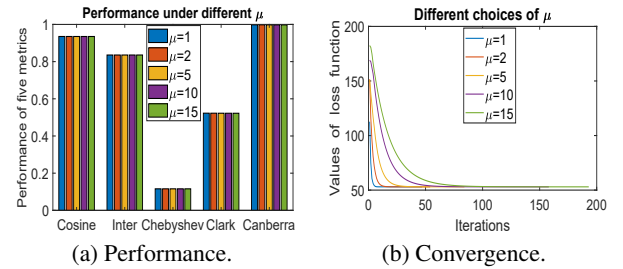 Performance under different μ
Performance of five metrics
1
0.8
0.6
0.4
0.2
0
μ=1
μ=2
μ=5
μ=10
μ=15
Cosine Inter Chebyshev Clark Canberra
(a) Performance.
Different choices of μ
Values of loss function
200
150
100
50
μ=1
μ=2
μ=5
μ=10
μ=15
0 50 100 150 200
Iterations
(b) Convergence.